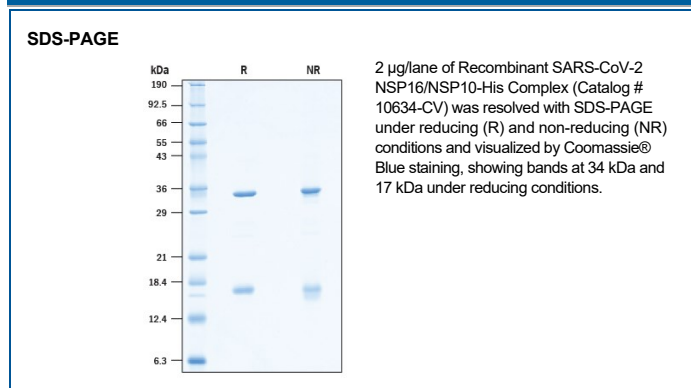 SDS-PAGE
kDa R NR
190
92.5
66
55
43
36
29
21
18.4
12.4
6.3
2 µg/lane of Recombinant SARS-CoV-2
NSP16/NSP10-His Complex (Catalog #
10634-CV) was resolved with SDS-PAGE
under reducing (R) and non-reducing (NR)
conditions and visualized by Coomassie®
Blue staining, showing bands at 34 kDa and
17 kDa under reducing conditions.